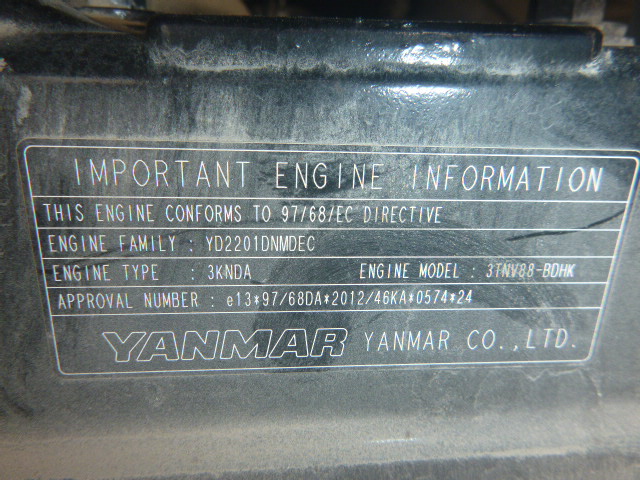 IMPORTANT ENGINE INFORMATION
THIS ENGINE CONFORMS TO 97/68/EC DIRECTIVE
ENGINE FAMILY : YD2201DNMDEC
ENGINE TYPE : 3KNDA ENGINE MODEL : 3TNV88-BDHK
APPROVAL NUMBER : e13*97/68DA*2012/46KA*0574*24
YANMAR YANMAR CO.,LTD.